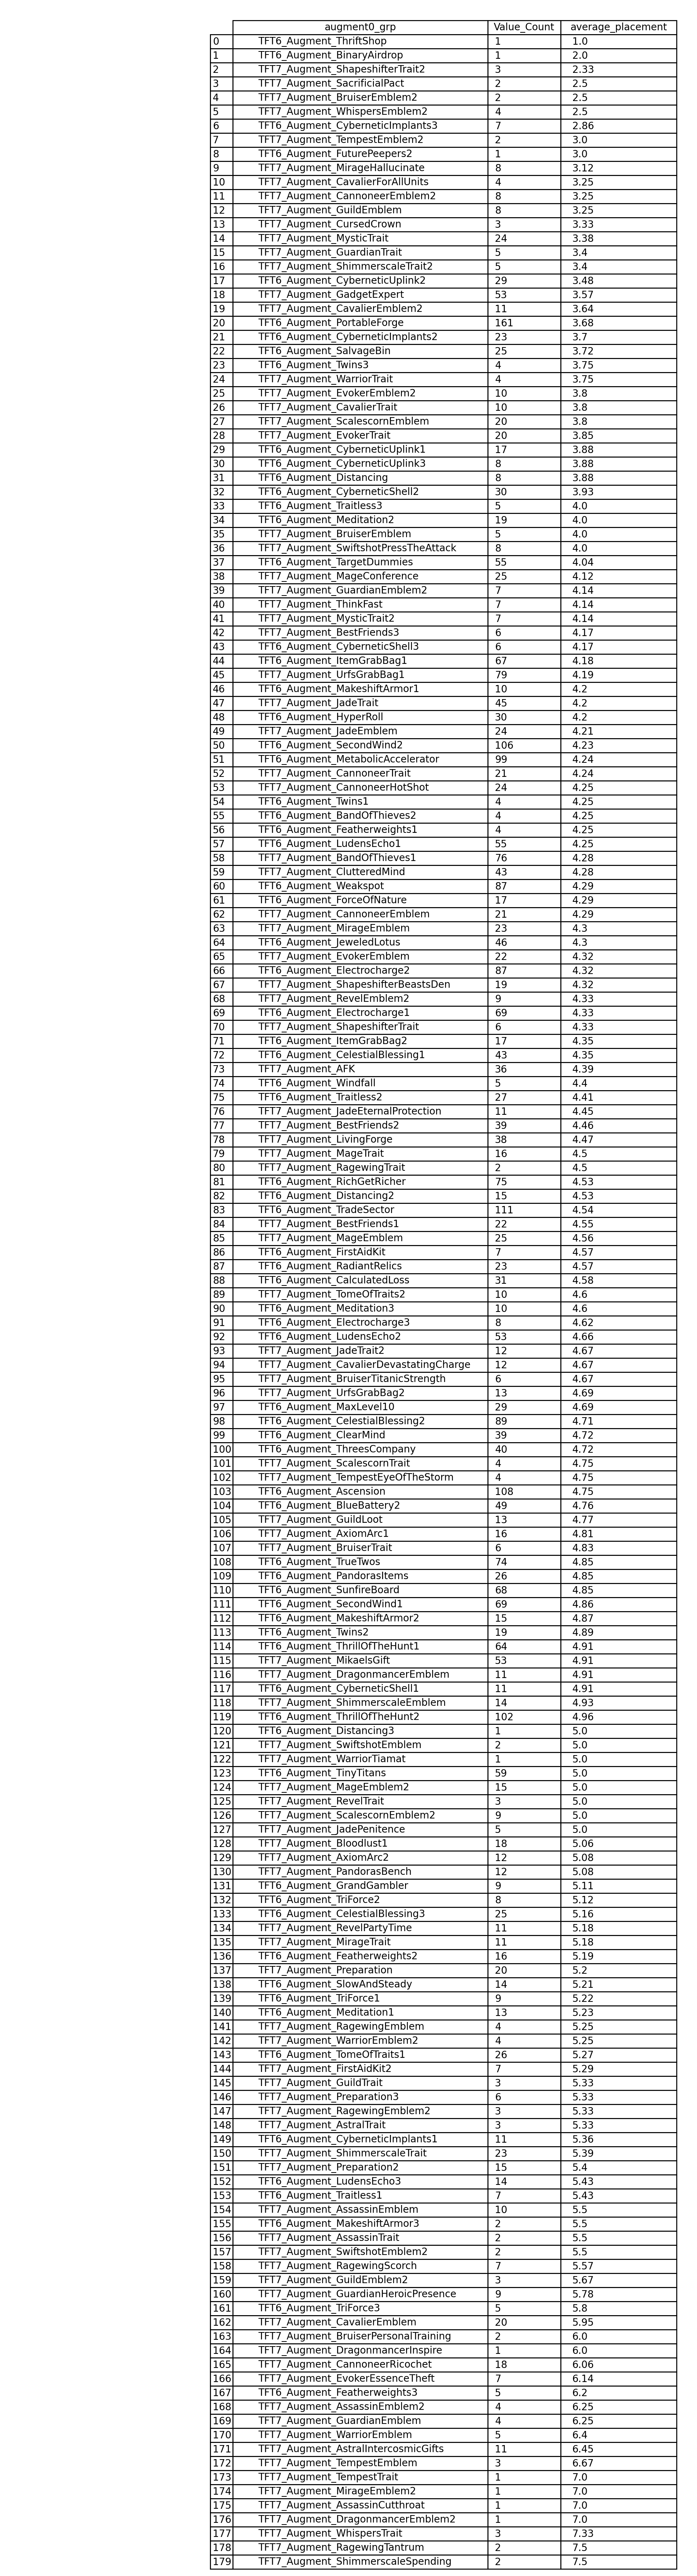 augment0_grp Value_Count average_placement
0 TFT6_Augment_ThriftShop 1 1.0
1 TFT6_Augment_BinaryAirdrop 1 2.0
2 TFT7_Augment_ShapeshifterTrait2 3 2.33
3 TFT7_Augment_SacrificialPact 2 2.5
4 TFT7_Augment_BruiserEmblem2 2 2.5
5 TFT7_Augment_WhispersEmblem2 4 2.5
6 TFT6_Augment_CyberneticImplants3 7 2.86
7 TFT7_Augment_TempestEmblem2 2 3.0
8 TFT6_Augment_FuturePeepers2 1 3.0
9 TFT7_Augment_MirageHallucinate 8 3.12
10 TFT7_Augment_CavalierForAllUnits 4 3.25
11 TFT7_Augment_CannoneerEmblem2 8 3.25
12 TFT7_Augment_GuildEmblem 8 3.25
13 TFT7_Augment_CursedCrown 3 3.33
14 TFT7_Augment_MysticTrait 24 3.38
15 TFT7_Augment_GuardianTrait 5 3.4
16 TFT7_Augment_ShimmerscaleTrait2 5 3.4
17 TFT6_Augment_CyberneticUplink2 29 3.48
18 TFT7_Augment_GadgetExpert 53 3.57
19 TFT7_Augment_CavalierEmblem2 11 3.64
20 TFT6_Augment_PortableForge 161 3.68
21 TFT6_Augment_CyberneticImplants2 23 3.7
22 TFT6_Augment_SalvageBin 25 3.72
23 TFT6_Augment_Twins3 4 3.75
24 TFT7_Augment_WarriorTrait 4 3.75
25 TFT7_Augment_EvokerEmblem2 10 3.8
26 TFT7_Augment_CavalierTrait 10 3.8
27 TFT7_Augment_ScalescornEmblem 20 3.8
28 TFT7_Augment_EvokerTrait 20 3.85
29 TFT6_Augment_CyberneticUplink1 17 3.88
30 TFT6_Augment_CyberneticUplink3 8 3.88
31 TFT6_Augment_Distancing 8 3.88
32 TFT6_Augment_CyberneticShell2 30 3.93
33 TFT6_Augment_Traitless3 5 4.0
34 TFT6_Augment_Meditation2 19 4.0
35 TFT7_Augment_BruiserEmblem 5 4.0
36 TFT7_Augment_SwiftshotPressTheAttack 8 4.0
37 TFT6_Augment_TargetDummies 55 4.04
38 TFT7_Augment_MageConference 25 4.12
39 TFT7_Augment_GuardianEmblem2 7 4.14
40 TFT7_Augment_ThinkFast 7 4.14
41 TFT7_Augment_MysticTrait2 7 4.14
42 TFT7_Augment_BestFriends3 6 4.17
43 TFT6_Augment_CyberneticShell3 6 4.17
44 TFT6_Augment_ItemGrabBag1 67 4.18
45 TFT7_Augment_UrfsGrabBag1 79 4.19
46 TFT6_Augment_MakeshiftArmor1 10 4.2
47 TFT7_Augment_JadeTrait 45 4.2
48 TFT6_Augment_HyperRoll 30 4.2
49 TFT7_Augment_JadeEmblem 24 4.21
50 TFT6_Augment_SecondWind2 106 4.23
51 TFT6_Augment_MetabolicAccelerator 99 4.24
52 TFT7_Augment_CannoneerTrait 21 4.24
53 TFT7_Augment_CannoneerHotShot 24 4.25
54 TFT6_Augment_Twins1 4 4.25
55 TFT6_Augment_BandOfThieves2 4 4.25
56 TFT6_Augment_Featherweights1 4 4.25
57 TFT6_Augment_LudensEcho1 55 4.25
58 TFT7_Augment_BandOfThieves1 76 4.28
59 TFT7_Augment_ClutteredMind 43 4.28
60 TFT6_Augment_Weakspot 87 4.29
61 TFT6_Augment_ForceOfNature 17 4.29
62 TFT7_Augment_CannoneerEmblem 21 4.29
63 TFT7_Augment_MirageEmblem 23 4.3
64 TFT6_Augment_JeweledLotus 46 4.3
65 TFT7_Augment_EvokerEmblem 22 4.32
66 TFT6_Augment_Electrocharge2 87 4.32
67 TFT7_Augment_ShapeshifterBeastsDen 19 4.32
68 TFT7_Augment_RevelEmblem2 9 4.33
69 TFT6_Augment_Electrocharge1 69 4.33
70 TFT7_Augment_ShapeshifterTrait 6 4.33
71 TFT6_Augment_ItemGrabBag2 17 4.35
72 TFT6_Augment_CelestialBlessing1 43 4.35
73 TFT7_Augment_AFK 36 4.39
74 TFT6_Augment_Windfall 5 4.4
75 TFT6_Augment_Traitless2 27 4.41
76 TFT7_Augment_JadeEternalProtection 11 4.45
77 TFT7_Augment_BestFriends2 39 4.46
78 TFT7_Augment_LivingForge 38 4.47
79 TFT7_Augment_MageTrait 16 4.5
80 TFT7_Augment_RagewingTrait 2 4.5
81 TFT6_Augment_RichGetRicher 75 4.53
82 TFT6_Augment_Distancing2 15 4.53
83 TFT6_Augment_TradeSector 111 4.54
84 TFT7_Augment_BestFriends1 22 4.55
85 TFT7_Augment_MageEmblem 25 4.56
86 TFT6_Augment_FirstAidKit 7 4.57
87 TFT6_Augment_RadiantRelics 23 4.57
88 TFT6_Augment_CalculatedLoss 31 4.58
89 TFT7_Augment_TomeOfTraits2 10 4.6
90 TFT6_Augment_Meditation3 10 4.6
91 TFT6_Augment_Electrocharge3 8 4.62
92 TFT6_Augment_LudensEcho2 53 4.66
93 TFT7_Augment_JadeTrait2 12 4.67
94 TFT7_Augment_CavalierDevastatingCharge 12 4.67
95 TFT7_Augment_BruiserTitanicStrength 6 4.67
96 TFT7_Augment_UrfsGrabBag2 13 4.69
97 TFT6_Augment_MaxLevel10 29 4.69
98 TFT6_Augment_CelestialBlessing2 89 4.71
99 TFT6_Augment_ClearMind 39 4.72
100 TFT6_Augment_ThreesCompany 40 4.72
101 TFT7_Augment_ScalescornTrait 4 4.75
102 TFT7_Augment_TempestEyeOfTheStorm 4 4.75
103 TFT6_Augment_Ascension 108 4.75
104 TFT6_Augment_BlueBattery2 49 4.76
105 TFT7_Augment_GuildLoot 13 4.77
106 TFT7_Augment_AxiomArc1 16 4.81
107 TFT7_Augment_BruiserTrait 6 4.83
108 TFT6_Augment_TrueTwos 74 4.85
109 TFT6_Augment_PandorasItems 26 4.85
110 TFT6_Augment_SunfireBoard 68 4.85
111 TFT6_Augment_SecondWind1 69 4.86
112 TFT6_Augment_MakeshiftArmor2 15 4.87
113 TFT6_Augment_Twins2 19 4.89
114 TFT6_Augment_ThrillOfTheHunt1 64 4.91
115 TFT7_Augment_MikaelsGift 53 4.91
116 TFT7_Augment_DragonmancerEmblem 11 4.91
117 TFT6_Augment_CyberneticShell1 11 4.91
118 TFT7_Augment_ShimmerscaleEmblem 14 4.93
119 TFT6_Augment_ThrillOfTheHunt2 102 4.96
120 TFT6_Augment_Distancing3 1 5.0
121 TFT7_Augment_SwiftshotEmblem 2 5.0
122 TFT7_Augment_WarriorTiamat 1 5.0
123 TFT6_Augment_TinyTitans 59 5.0
124 TFT7_Augment_MageEmblem2 15 5.0
125 TFT7_Augment_RevelTrait 3 5.0
126 TFT7_Augment_ScalescornEmblem2 9 5.0
127 TFT7_Augment_JadePenitence 5 5.0
128 TFT7_Augment_Bloodlust1 18 5.06
129 TFT7_Augment_AxiomArc2 12 5.08
130 TFT7_Augment_PandorasBench 12 5.08
131 TFT6_Augment_GrandGambler 9 5.11
132 TFT6_Augment_TriForce2 8 5.12
133 TFT6_Augment_CelestialBlessing3 25 5.16
134 TFT7_Augment_RevelPartyTime 11 5.18
135 TFT7_Augment_MirageTrait 11 5.18
136 TFT6_Augment_Featherweights2 16 5.19
137 TFT7_Augment_Preparation 20 5.2
138 TFT6_Augment_SlowAndSteady 14 5.21
139 TFT6_Augment_TriForce1 9 5.22
140 TFT6_Augment_Meditation1 13 5.23
141 TFT7_Augment_RagewingEmblem 4 5.25
142 TFT7_Augment_WarriorEmblem2 4 5.25
143 TFT6_Augment_TomeOfTraits1 26 5.27
144 TFT7_Augment_FirstAidKit2 7 5.29
145 TFT7_Augment_GuildTrait 3 5.33
146 TFT7_Augment_Preparation3 6 5.33
147 TFT7_Augment_RagewingEmblem2 3 5.33
148 TFT7_Augment_AstralTrait 3 5.33
149 TFT6_Augment_CyberneticImplants1 11 5.36
150 TFT7_Augment_ShimmerscaleTrait 23 5.39
151 TFT7_Augment_Preparation2 15 5.4
152 TFT6_Augment_LudensEcho3 14 5.43
153 TFT6_Augment_Traitless1 7 5.43
154 TFT7_Augment_AssassinEmblem 10 5.5
155 TFT6_Augment_MakeshiftArmor3 2 5.5
156 TFT7_Augment_AssassinTrait 2 5.5
157 TFT7_Augment_SwiftshotEmblem2 2 5.5
158 TFT7_Augment_RagewingScorch 7 5.57
159 TFT7_Augment_GuildEmblem2 3 5.67
160 TFT7_Augment_GuardianHeroicPresence 9 5.78
161 TFT6_Augment_TriForce3 5 5.8
162 TFT7_Augment_CavalierEmblem 20 5.95
163 TFT7_Augment_BruiserPersonalTraining 2 6.0
164 TFT7_Augment_DragonmancerInspire 1 6.0
165 TFT7_Augment_CannoneerRicochet 18 6.06
166 TFT7_Augment_EvokerEssenceTheft 7 6.14
167 TFT6_Augment_Featherweights3 5 6.2
168 TFT7_Augment_AssassinEmblem2 4 6.25
169 TFT7_Augment_GuardianEmblem 4 6.25
170 TFT7_Augment_WarriorEmblem 5 6.4
171 TFT7_Augment_AstralIntercosmicGifts 11 6.45
172 TFT7_Augment_TempestEmblem 3 6.67
173 TFT7_Augment_TempestTrait 1 7.0
174 TFT7_Augment_MirageEmblem2 1 7.0
175 TFT7_Augment_AssassinCutthroat 1 7.0
176 TFT7_Augment_DragonmancerEmblem2 1 7.0
177 TFT7_Augment_WhispersTrait 3 7.33
178 TFT7_Augment_RagewingTantrum 2 7.5
179 TFT7_Augment_ShimmerscaleSpending 2 7.5